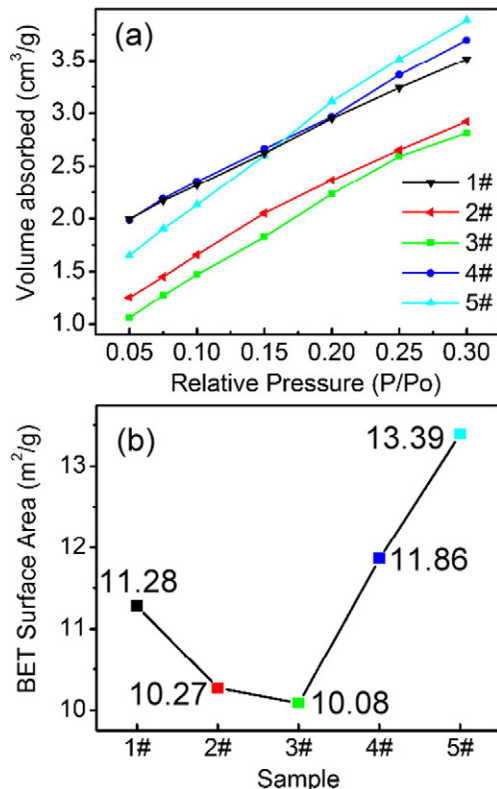 (a)
Volume absorbed (cm³/g)
4.0
3.5
3.0
2.5
2.0
1.5
1.0
1#
2#
3#
4#
5#
0.05 0.10 0.15 0.20 0.25 0.30
Relative Pressure (P/Po)
(b)
BET Surface Area (m²/g)
13
12
11
10
11.28
10.27
10.08
11.86
13.39
1# 2# 3# 4# 5#
Sample